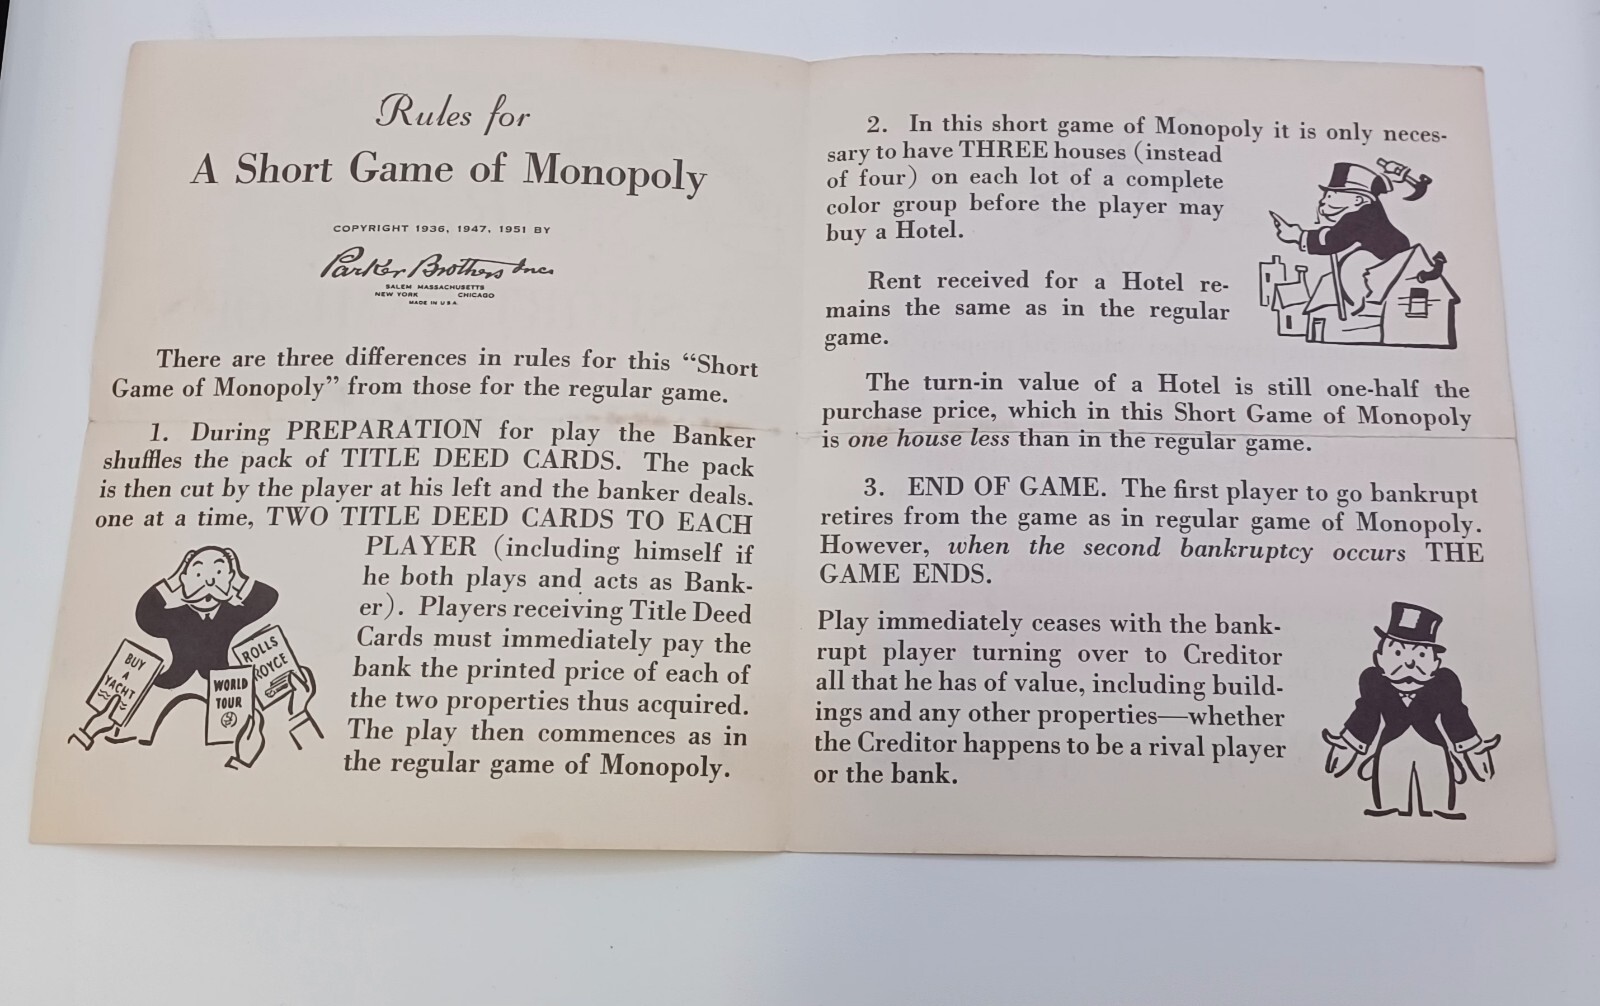 Rules for
A Short Game of Monopoly
COPYRIGHT 1936, 1947, 1951 BY
Parker Brothers Inc.
SALEM MASSACHUSETTS
NEW YORK CHICAGO
MADE IN U.S.A.
There are three differences in rules for this “Short
Game of Monopoly” from those for the regular game.
1. During PREPARATION for play the Banker
shuffles the pack of TITLE DEED CARDS. The pack
is then cut by the player at his left and the banker deals.
one at a time, TWO TITLE DEED CARDS TO EACH
PLAYER (including himself if
he both plays and acts as Bank-
er). Players receiving Title Deed
Cards must immediately pay the
bank the printed price of each of
the two properties thus acquired.
The play then commences as in
the regular game of Monopoly.
BUY
A
YACHT
WORLD
TOUR
ROLLS
ROYCE
2. In this short game of Monopoly it is only neces-
sary to have THREE houses (instead
of four) on each lot of a complete
color group before the player may
buy a Hotel.
Rent received for a Hotel re-
mains the same as in the regular
game.
The turn-in value of a Hotel is still one-half the
purchase price, which in this Short Game of Monopoly
is one house less than in the regular game.
3. END OF GAME. The first player to go bankrupt
retires from the game as in regular game of Monopoly.
However, when the second bankruptcy occurs THE
GAME ENDS.
Play immediately ceases with the bank-
rupt player turning over to Creditor
all that he has of value, including build-
ings and any other properties—whether
the Creditor happens to be a rival player
or the bank.